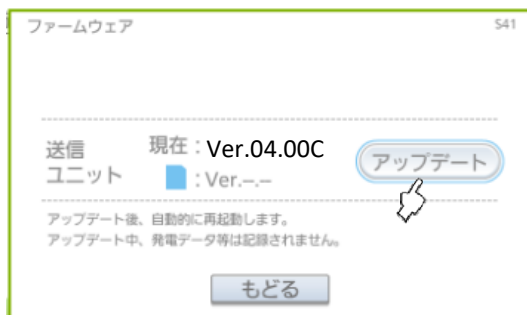 ファームウェア S41
送信
ユニット
現在：Ver.04.00C
：Ver.–.–
アップデート
アップデート後、自動的に再起動します。
アップデート中、発電データ等は記録されません。
もどる